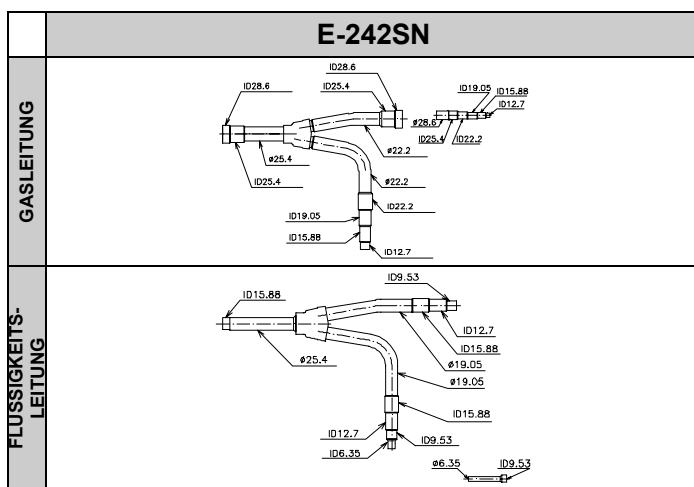 E-242SN
GASLEITUNG
ID28.6
ID28.6
ID25.4
ø25.4
ID25.4
ø22.2
ø22.2
ID22.2
ID19.05
ID15.88
ID12.7
ID19.05
ID15.88
ID12.7
ø28.6
ID25.4
ID22.2
FLÜSSIGKEITS-
LEITUNG
ID15.88
ø25.4
ID9.53
ID12.7
ID15.88
ø19.05
ø19.05
ID15.88
ID12.7
ID9.53
ID6.35
ø6.35
ID9.53